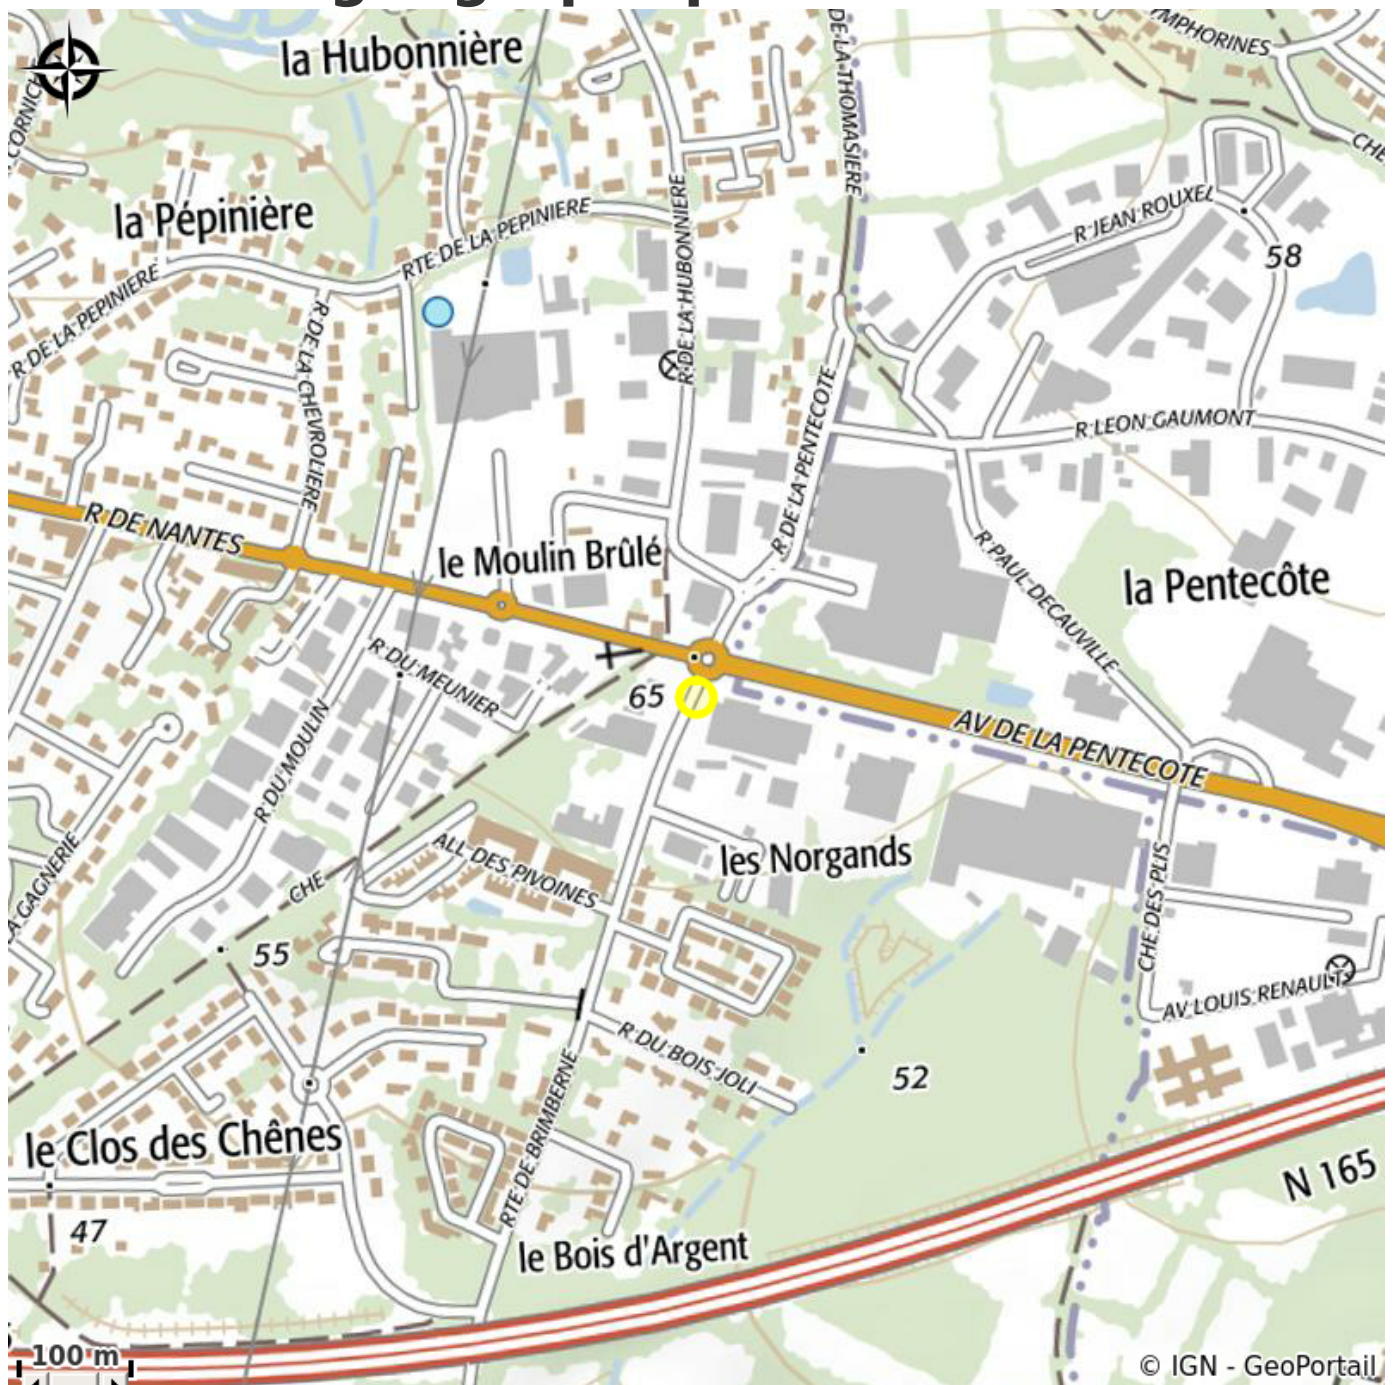 la Hubonnière
YMPHORINES
CORNICH
DE LA THOMASIERE
CHE
la Pépinière
RTE DE LA PEPINIERE
R DE LA HUBONNIERE
R JEAN ROUXEL
58
R DE LA PEPINIERE
R DE LA CHEVROLIERE
R DE LA PENTECOTE
R LEON GAUMONT
R DE NANTES
le Moulin Brûlé
R PAUL DECAUVILLE
la Pentecôte
R DU MEUNIER
65
AV DE LA PENTECOTE
R DU MOULIN
A GAGNERIE
ALL DES PIVOINES
les Norgands
CHE
CHE DES PLIS
55
AV LOUIS RENAULT
R DU BOIS JOLI
52
le Clos des Chênes
RTE DE BRIMBERNE
N 165
47
le Bois d'Argent
100 m
© IGN - GeoPortail